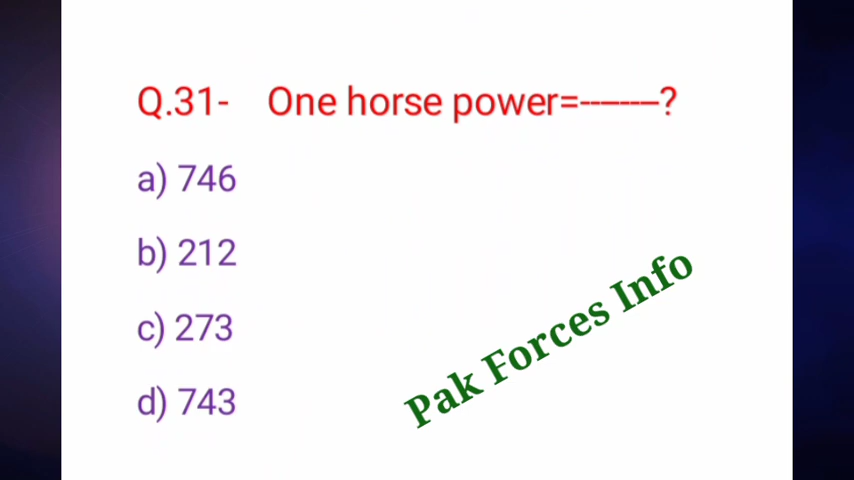 Q.31- One horse power=--------?
a) 746
b) 212
c) 273
d) 743
Pak Forces Info